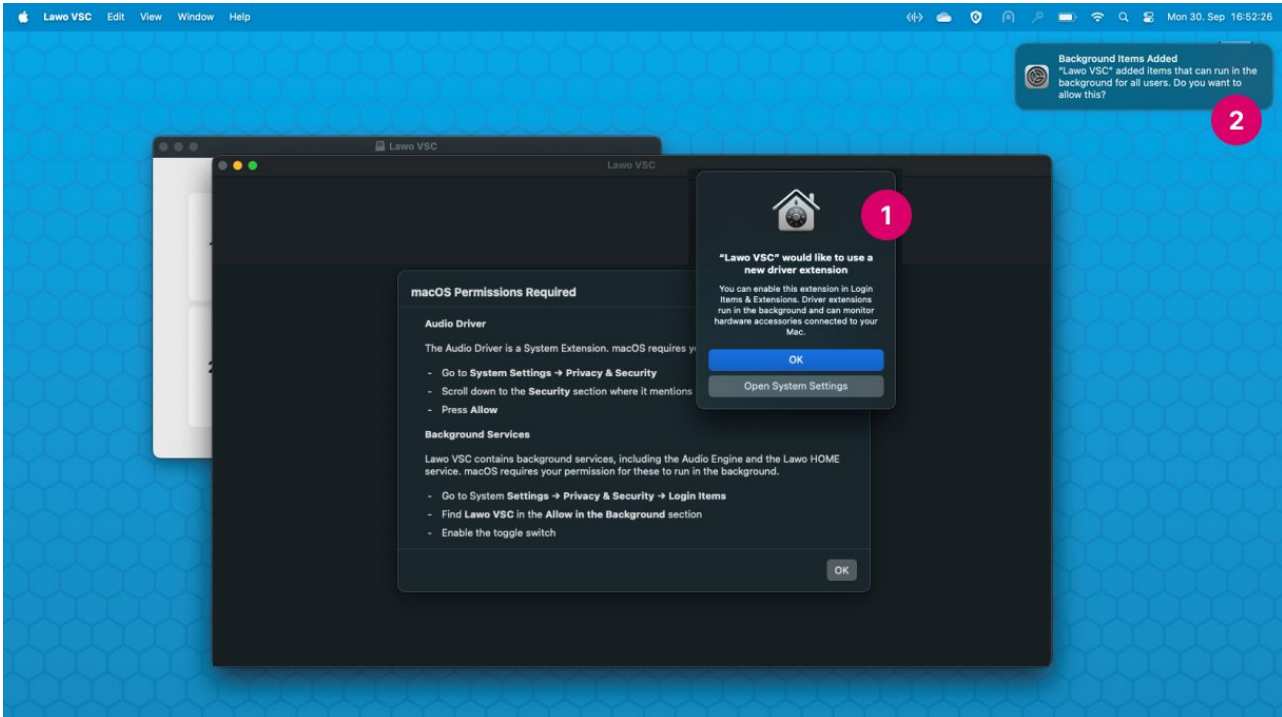 Lawo VSC Edit View Window Help
Mon 30. Sep 16:52:26
Background Items Added
"Lawo VSC" added items that can run in the
background for all users. Do you want to
allow this?
2
Lawo VSC
Lawo VSC
1
"Lawo VSC" would like to use a
new driver extension
You can enable this extension in Login
Items & Extensions. Driver extensions
run in the background and can monitor
hardware accessories connected to your
Mac.
OK
Open System Settings
macOS Permissions Required
Audio Driver
The Audio Driver is a System Extension. macOS requires
- Go to System Settings → Privacy & Security
- Scroll down to the Security section where it mentions
- Press Allow
Background Services
Lawo VSC contains background services, including the Audio Engine and the Lawo HOME
service. macOS requires your permission for these to run in the background.
- Go to System Settings → Privacy & Security → Login Items
- Find Lawo VSC in the Allow in the Background section
- Enable the toggle switch
OK